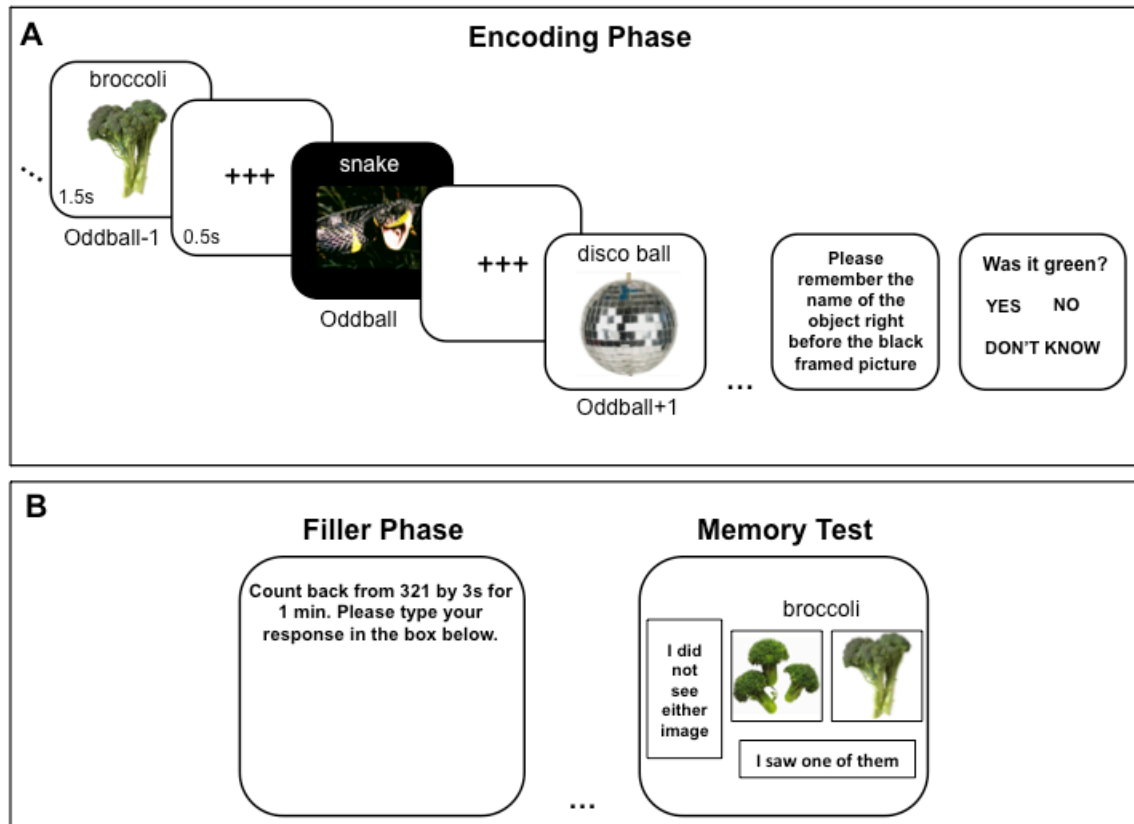 A
Encoding Phase
broccoli
1.5s
Oddball-1
+++
0.5s
snake
Oddball
+++
disco ball
Oddball+1
...
...
Please
remember the
name of the
object right
before the black
framed picture
Was it green?
YES NO
DON'T KNOW
B
Filler Phase
Count back from 321 by 3s for
1 min. Please type your
response in the box below.
...
Memory Test
broccoli
I did
not
see
either
image
I saw one of them